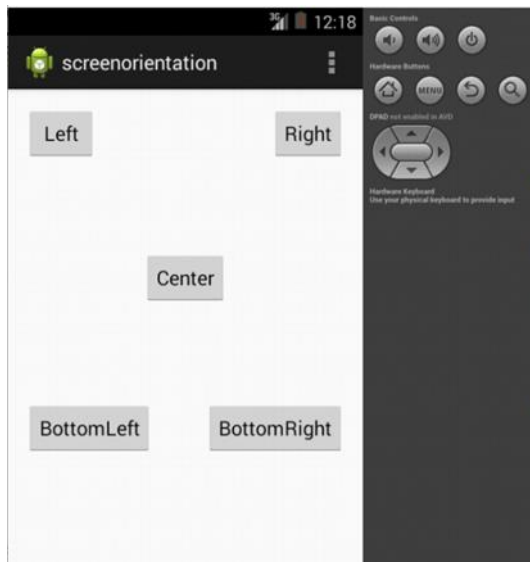 3G 12:18
screenorientation
Left Right
Center
BottomLeft BottomRight
Basic Controls
Hardware Buttons
MENU
DPAD not enabled in AVD
Hardware Keyboard
Use your physical keyboard to provide input